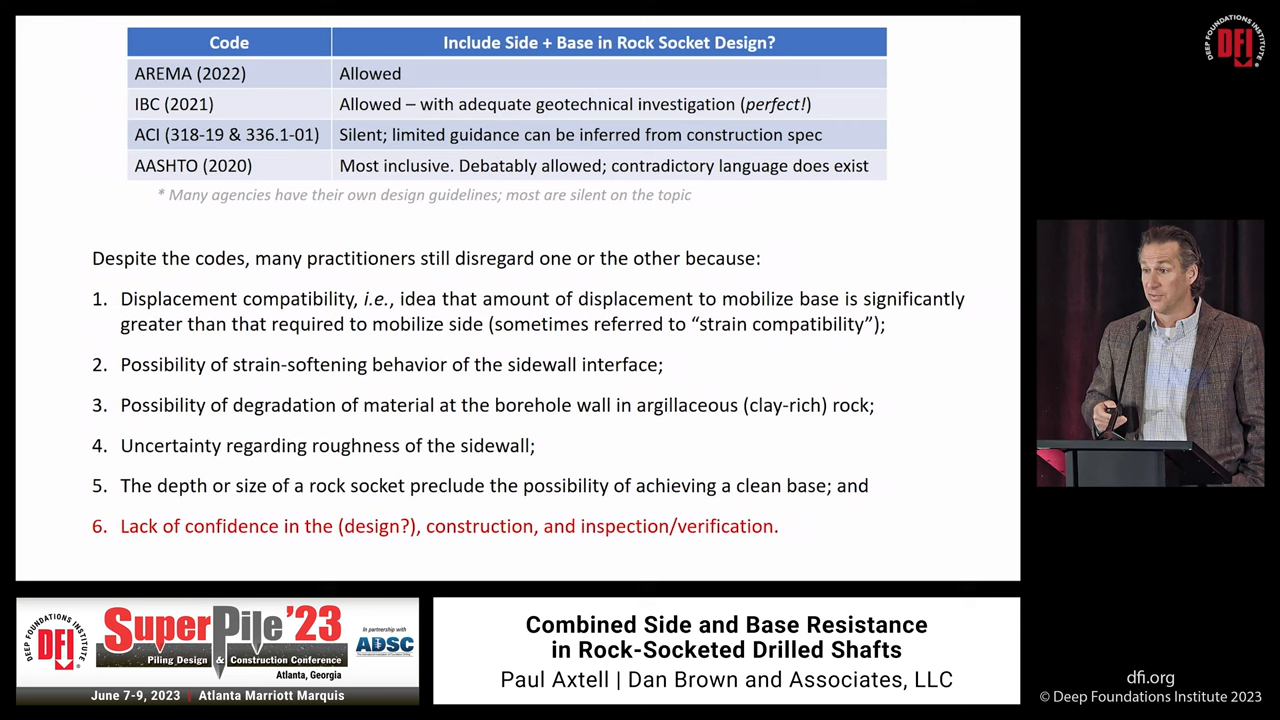 Code
Include Side + Base in Rock Socket Design?
AREMA (2022)
Allowed
IBC (2021)
Allowed – with adequate geotechnical investigation (perfect!)
ACI (318-19 & 336.1-01)
Silent; limited guidance can be inferred from construction spec
AASHTO (2020)
Most inclusive. Debatably allowed; contradictory language does exist
* Many agencies have their own design guidelines; most are silent on the topic
Despite the codes, many practitioners still disregard one or the other because:
1. Displacement compatibility, i.e., idea that amount of displacement to mobilize base is significantly
greater than that required to mobilize side (sometimes referred to “strain compatibility”);
2. Possibility of strain-softening behavior of the sidewall interface;
3. Possibility of degradation of material at the borehole wall in argillaceous (clay-rich) rock;
4. Uncertainty regarding roughness of the sidewall;
5. The depth or size of a rock socket preclude the possibility of achieving a clean base; and
6. Lack of confidence in the (design?), construction, and inspection/verification.
DEEP FOUNDATIONS INSTITUTE
DFI
DEEP FOUNDATIONS INSTITUTE
DFI
SuperPile '23
Piling Design & Construction Conference
Atlanta, Georgia
In partnership with
ADSC
June 7-9, 2023 | Atlanta Marriott Marquis
Combined Side and Base Resistance
in Rock-Socketed Drilled Shafts
Paul Axtell | Dan Brown and Associates, LLC
dfi.org
© Deep Foundations Institute 2023